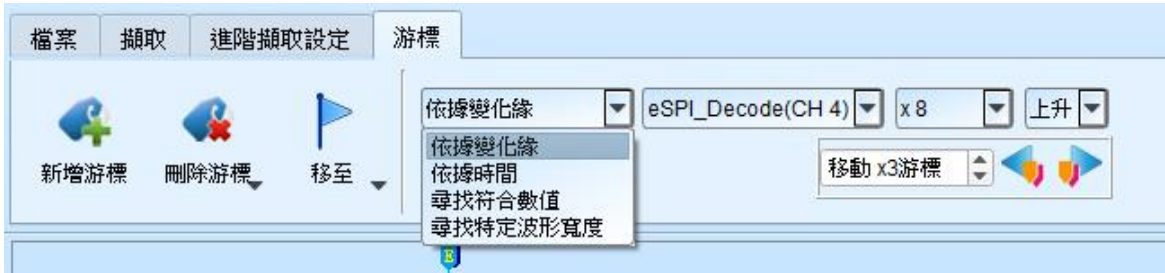 檔案 擷取 進階擷取設定 游標
新增游標 刪除游標 移至
依據變化緣 eSPI_Decode(CH 4) x 8 上升
依據變化緣
依據時間
尋找符合數值
尋找特定波形寬度
移動 x3游標
E